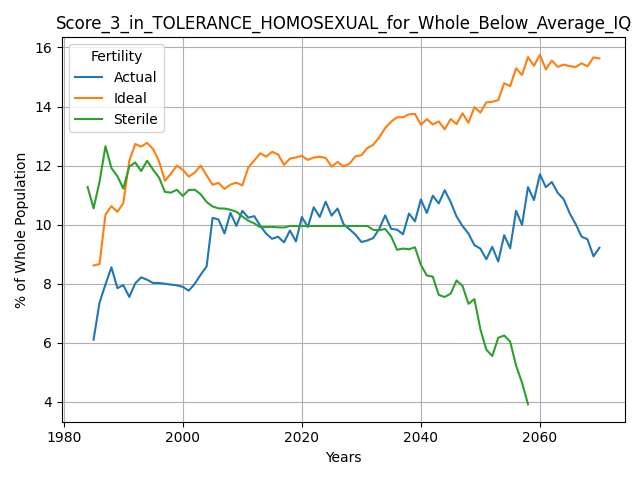 Score_3_in_TOLERANCE_HOMOSEXUAL_for_Whole_Below_Average_IQ
Fertility
Actual
Ideal
Sterile
% of Whole Population
16
14
12
10
8
6
4
1980 2000 2020 2040 2060
Years